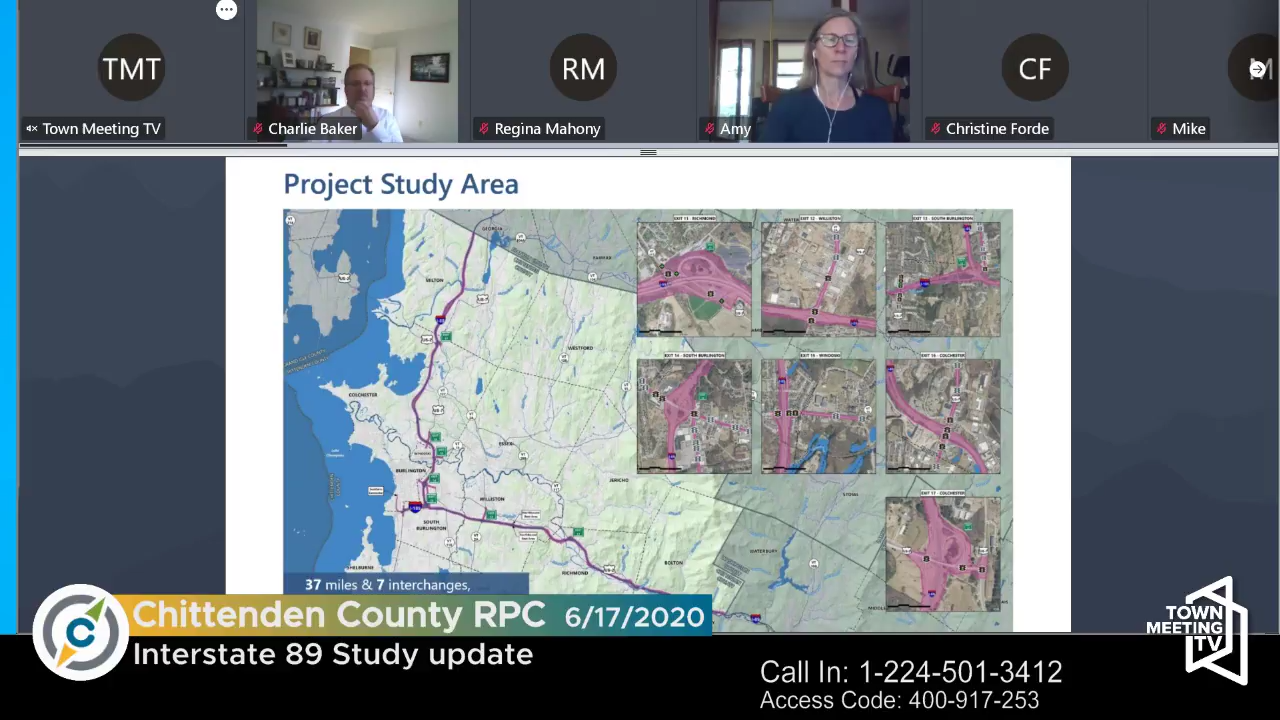 TMT
RM
CF
M
Town Meeting TV
Charlie Baker
Regina Mahony
Amy
Christine Forde
Mike
Project Study Area
EXIT 11 - RICHMOND
EXIT 12 - WILLISTON
EXIT 13 - SOUTH BURLINGTON
EXIT 14 - SOUTH BURLINGTON
EXIT 15 - WINOOSKI
EXIT 16 - COLCHESTER
EXIT 17 - COLCHESTER
GEORGIA
MILTON
WESTFORD
COLCHESTER
ESSEX
JERICHO
BURLINGTON
WILLISTON
SOUTH
BURLINGTON
SHELBURNE
RICHMOND
BOLTON
WATERBURY
37 miles & 7 interchanges,
Chittenden County RPC 6/17/2020
Interstate 89 Study update
C
TOWN
MEETING
TV
Call In: 1-224-501-3412
Access Code: 400-917-253